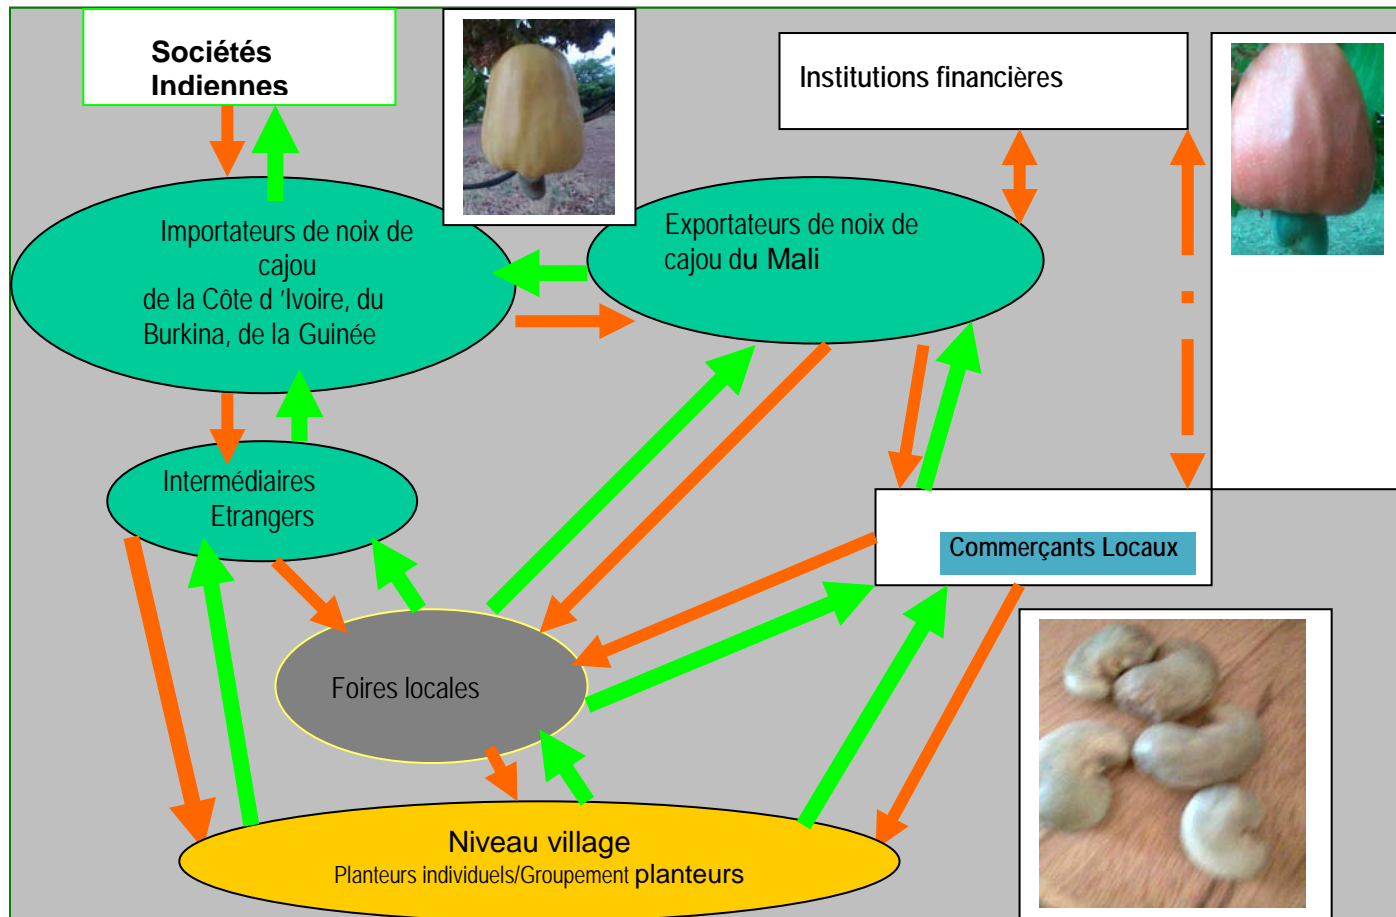 Sociétés
Indiennes
Institutions financières
Importateurs de noix de
cajou
de la Côte d ’Ivoire, du
Burkina, de la Guinée
Exportateurs de noix de
cajou du Mali
Intermédiaires
Etrangers
Commerçants Locaux
Foires locales
Niveau village
Planteurs individuels/Groupement planteurs